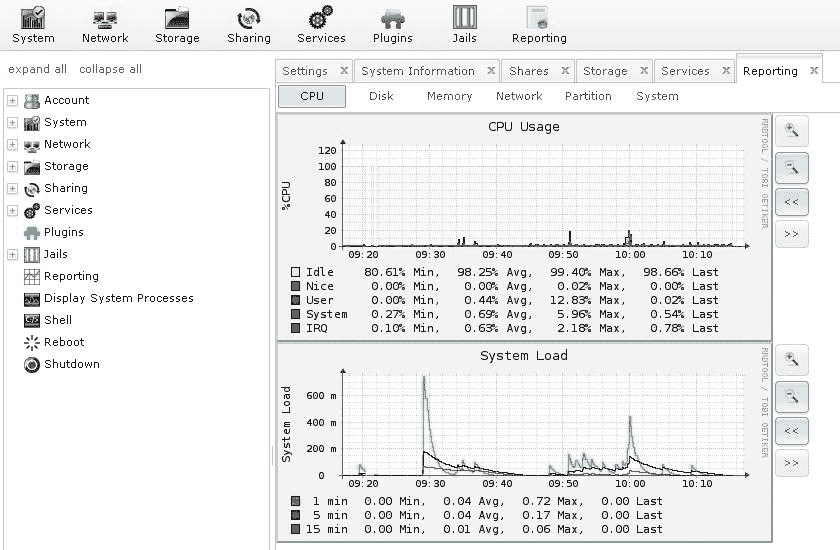 System Network Storage Sharing Services Plugins Jails Reporting
expand all collapse all
Settings System Information Shares Storage Services Reporting
CPU Disk Memory Network Partition System
Account
System
Network
Storage
Sharing
Services
Plugins
Jails
Reporting
Display System Processes
Shell
Reboot
Shutdown
CPU Usage
RRDTOOL / TOBI OETIKER
%CPU
120
100
80
60
40
20
0
09:20 09:30 09:40 09:50 10:00 10:10
Idle 80.61% Min, 98.25% Avg, 99.40% Max, 98.66% Last
Nice 0.00% Min, 0.00% Avg, 0.02% Max, 0.00% Last
User 0.00% Min, 0.44% Avg, 12.83% Max, 0.02% Last
System 0.27% Min, 0.69% Avg, 5.96% Max, 0.54% Last
IRQ 0.10% Min, 0.63% Avg, 2.18% Max, 0.78% Last
<<
>>
System Load
RRDTOOL / TOBI OETIKER
System Load
600 m
400 m
200 m
0
09:20 09:30 09:40 09:50 10:00 10:10
1 min 0.00 Min, 0.04 Avg, 0.72 Max, 0.00 Last
5 min 0.00 Min, 0.04 Avg, 0.17 Max, 0.00 Last
15 min 0.00 Min, 0.01 Avg, 0.06 Max, 0.00 Last
<<
>>